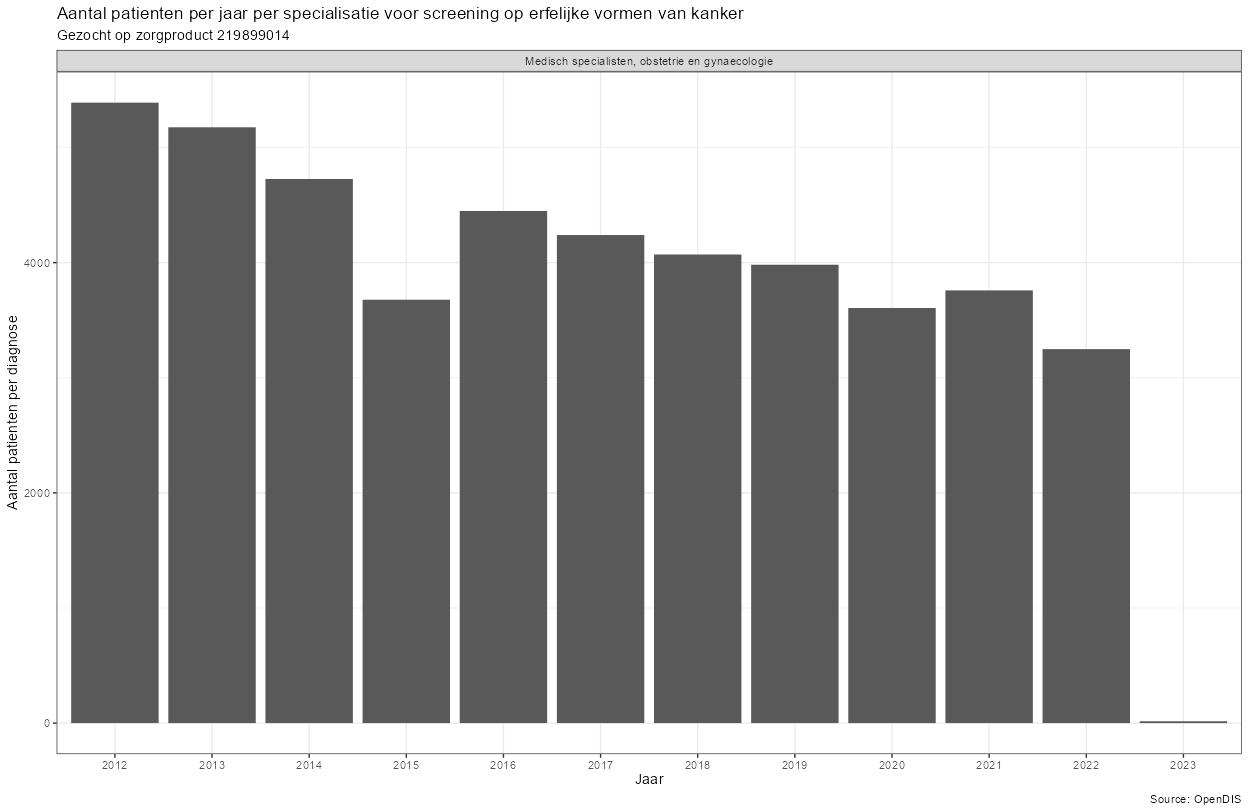 Aantal patienten per jaar per specialisatie voor screening op erfelijke vormen van kanker
Gezocht op zorgproduct 219899014
Medisch specialisten, obstetrie en gynaecologie
Aantal patienten per diagnose
4000
2000
0
2012 2013 2014 2015 2016 2017 2018 2019 2020 2021 2022 2023
Jaar
Source: OpenDIS